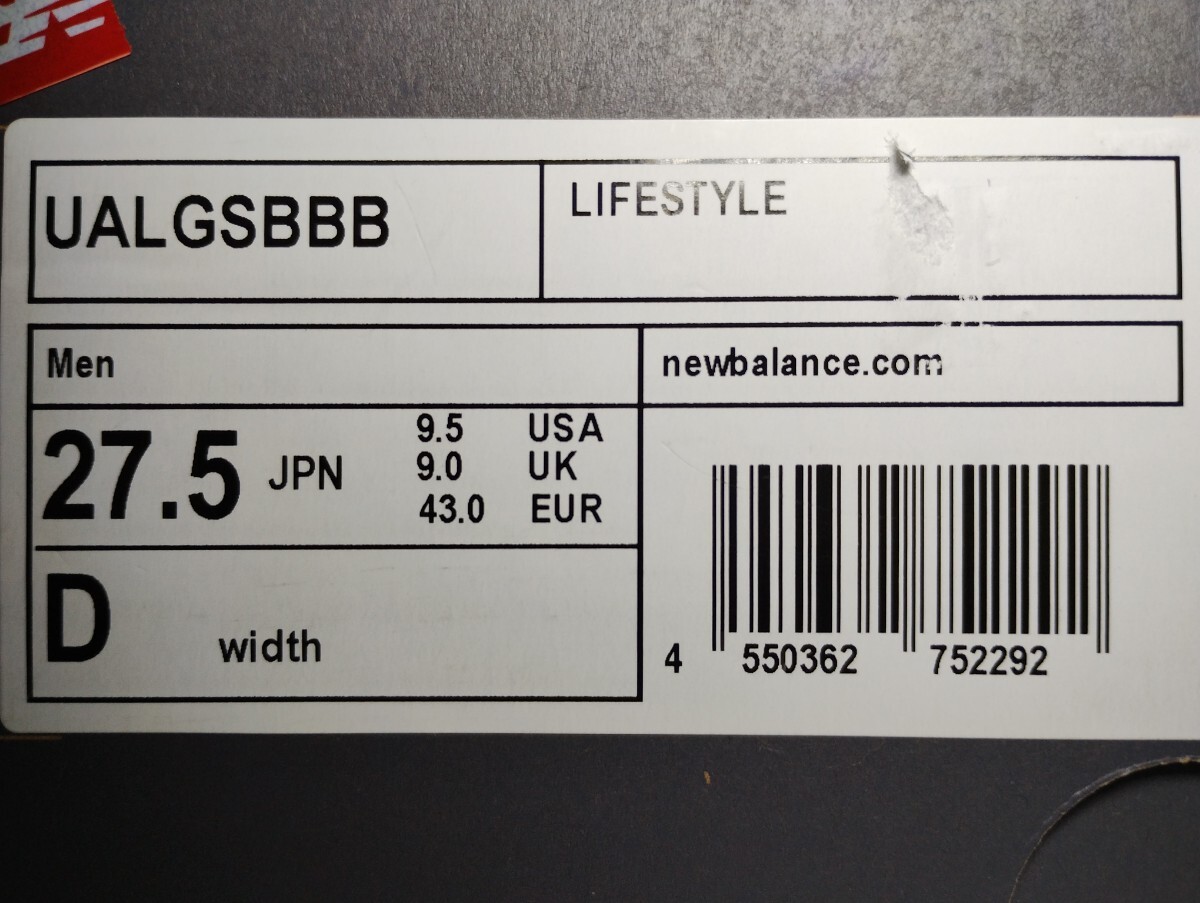 UALGSBBB
LIFESTYLE
Men
newbalance.com
27.5 JPN
9.5 USA
9.0 UK
43.0 EUR
D width
4 550362 752292